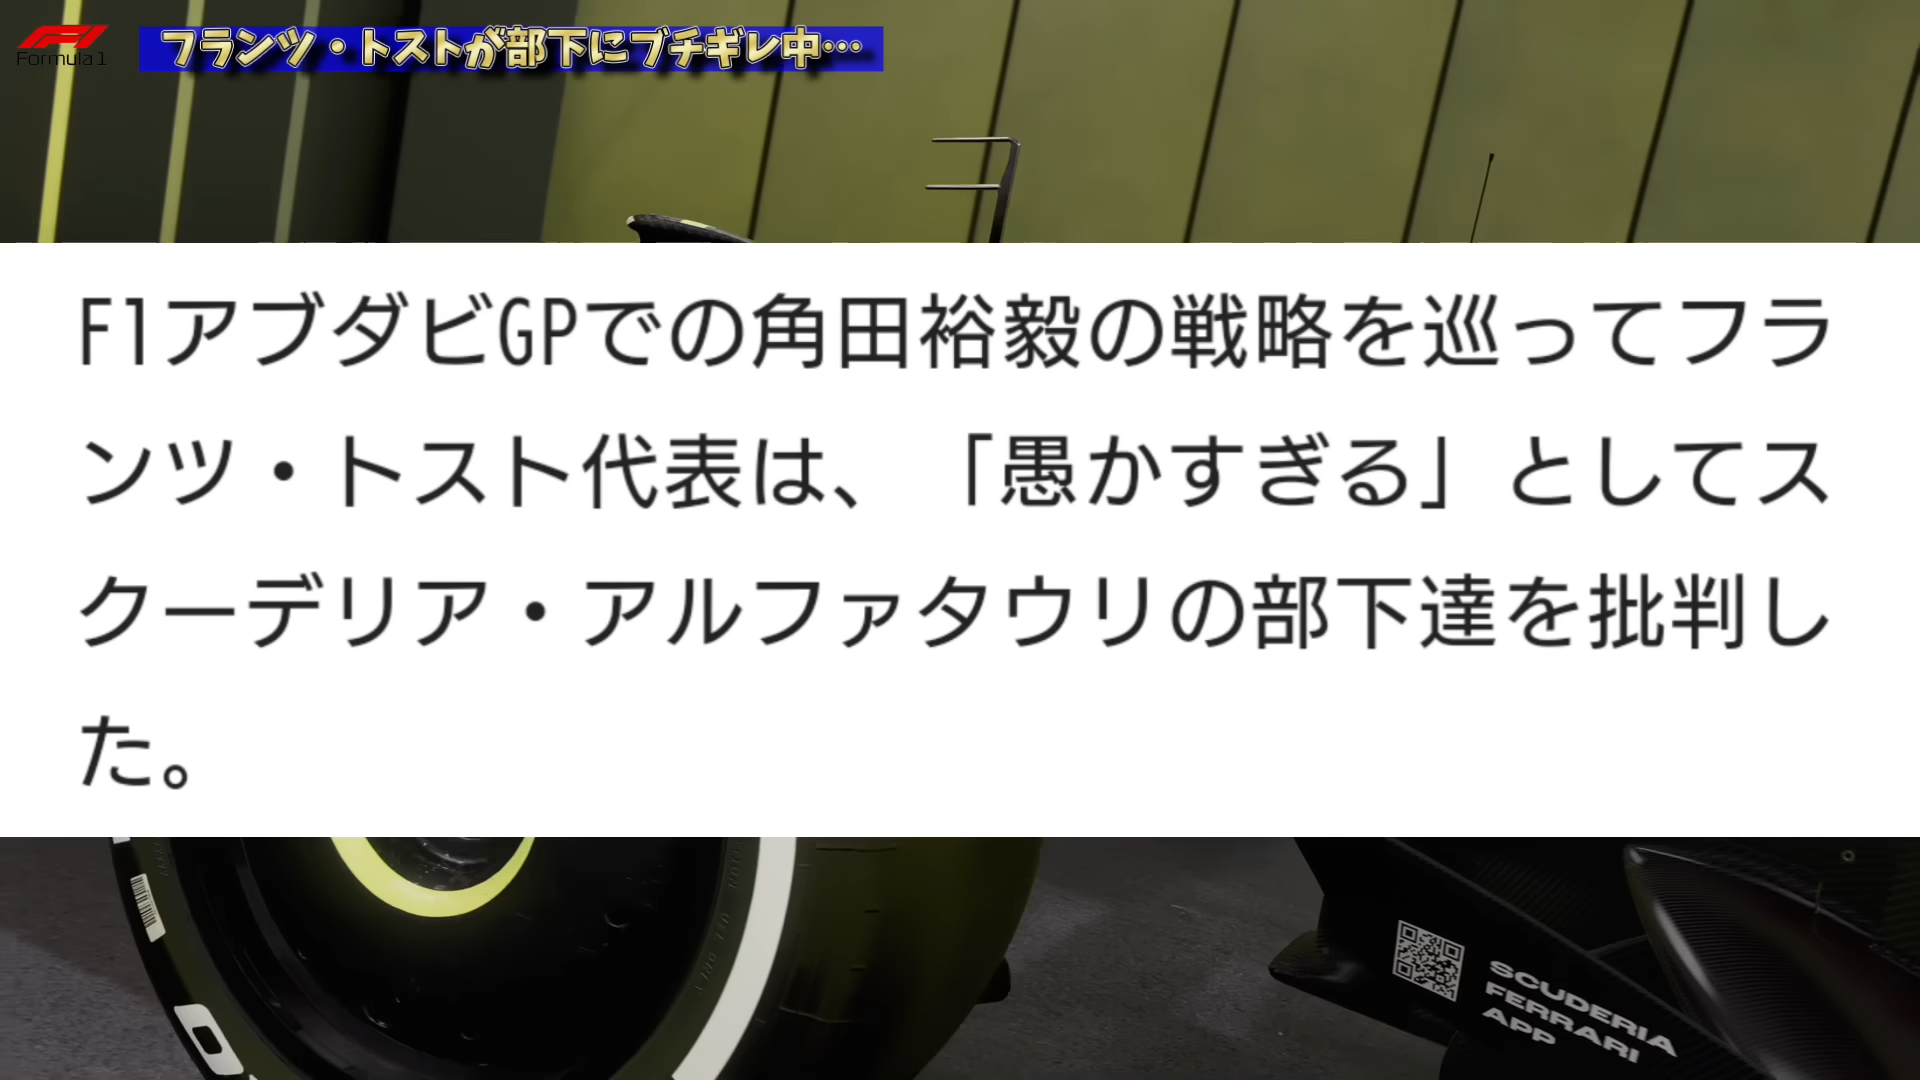 Formula 1
フランツ・トストが部下にブチギレ中…
F1アブダビGPでの角田裕毅の戦略を巡ってフラ
ンツ・トスト代表は、「愚かすぎる」としてス
クーデリア・アルファタウリの部下達を批判し
た。
SCUDERIA
FERRARI
APP